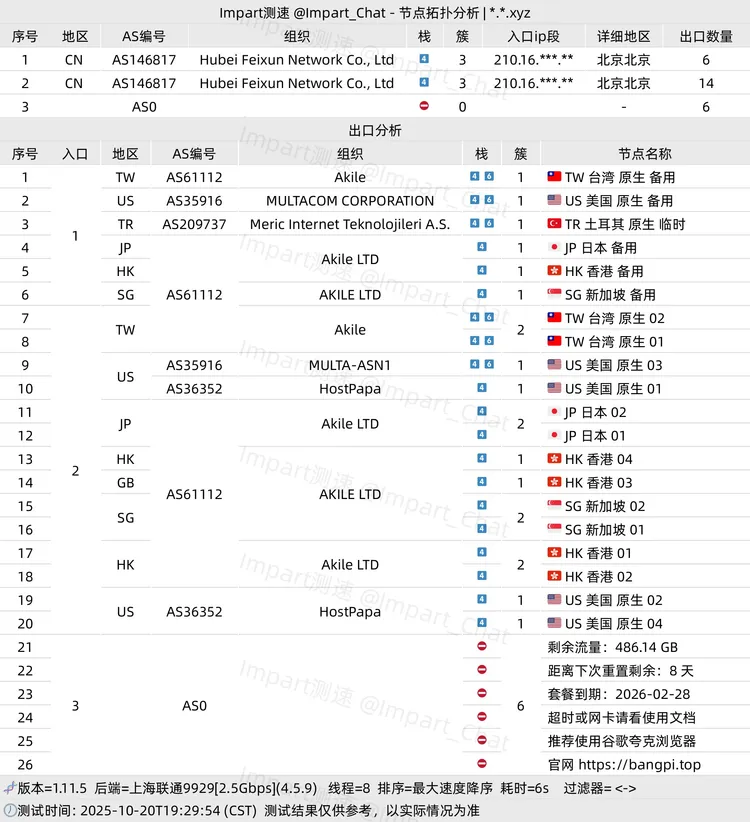 Impart测速 @Impart_Chat - 节点拓扑分析 | *.*.xyz
序号 地区 AS编号 组织 栈 簇 入口ip段 详细地区 出口数量
1 CN AS146817 Hubei Feixun Network Co., Ltd 4 3 210.16.***.** 北京北京 6
2 CN AS146817 Hubei Feixun Network Co., Ltd 4 3 210.16.***.** 北京北京 14
3 AS0 0 - 6
出口分析
序号 入口 地区 AS编号 组织 栈 簇 节点名称
1 1 TW AS61112 Akile 4 6 1 TW 台湾 原生 备用
2 US AS35916 MULTACOM CORPORATION 4 6 1 US 美国 原生 备用
3 TR AS209737 Meric Internet Teknolojileri A.S. 4 6 1 TR 土耳其 原生 临时
4 JP AS61112 Akile LTD 4 1 JP 日本 备用
5 HK 4 1 HK 香港 备用
6 SG AKILE LTD 4 1 SG 新加坡 备用
7 2 TW Akile 4 6 2 TW 台湾 原生 02
8 4 6 TW 台湾 原生 01
9 US AS35916 MULTA-ASN1 4 6 1 US 美国 原生 03
10 AS36352 HostPapa 4 1 US 美国 原生 01
11 JP AS61112 Akile LTD 4 2 JP 日本 02
12 4 JP 日本 01
13 HK AKILE LTD 4 1 HK 香港 04
14 GB 4 1 HK 香港 03
15 SG 4 2 SG 新加坡 02
16 4 SG 新加坡 01
17 HK Akile LTD 4 2 HK 香港 01
18 4 HK 香港 02
19 US AS36352 HostPapa 4 1 US 美国 原生 02
20 4 1 US 美国 原生 04
21 3 AS0 6 剩余流量：486.14 GB
22 距离下次重置剩余：8 天
23 套餐到期：2026-02-28
24 超时或网卡请看使用文档
25 推荐使用谷歌夸克浏览器
26 官网 https://bangpi.top
版本=1.11.5 后端=上海联通9929[2.5Gbps](4.5.9) 线程=8 排序=最大速度降序 耗时=6s 过滤器= <->
测试时间: 2025-10-20T19:29:54 (CST) 测试结果仅供参考，以实际情况为准